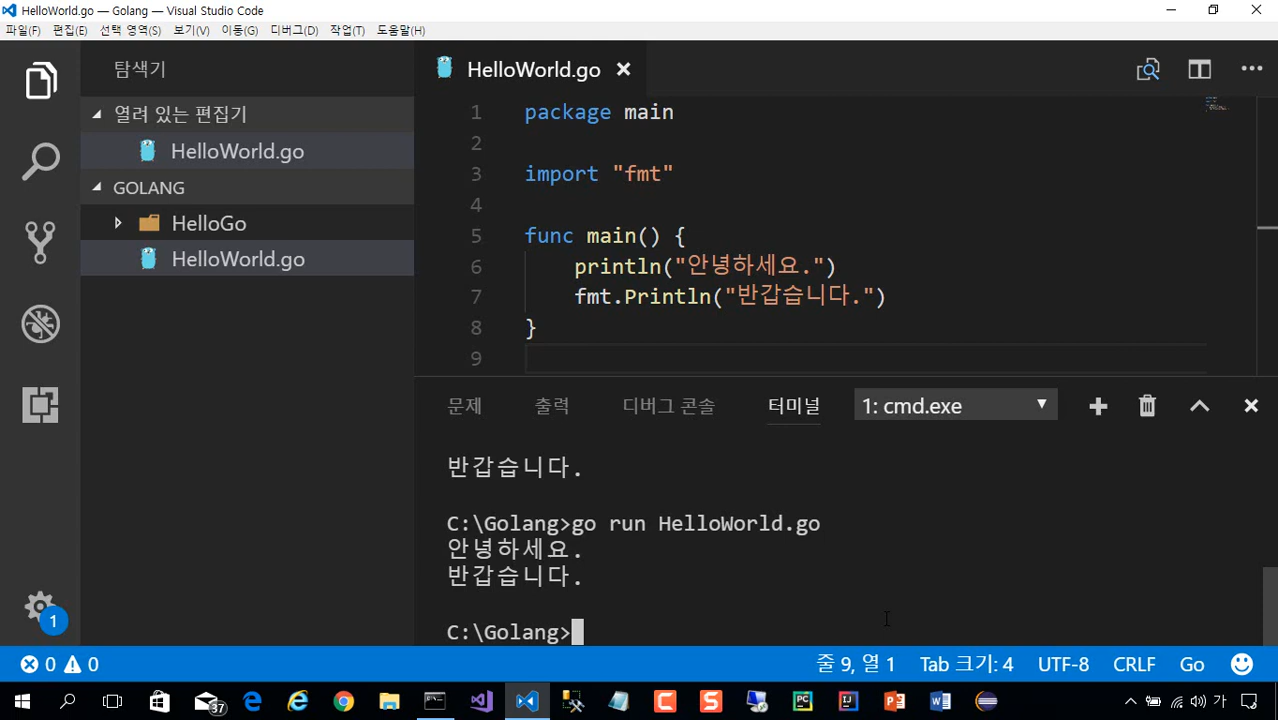 HelloWorld.go — Golang — Visual Studio Code
파일(F) 편집(E) 선택 영역(S) 보기(V) 이동(G) 디버그(D) 작업(T) 도움말(H)
탐색기
열려 있는 편집기
HelloWorld.go
GOLANG
HelloGo
HelloWorld.go
HelloWorld.go
1 package main
2
3 import "fmt"
4
5 func main() {
6 println("안녕하세요.")
7 fmt.Println("반갑습니다.")
8 }
9
문제 출력 디버그 콘솔 터미널 1: cmd.exe
반갑습니다.
C:\Golang>go run HelloWorld.go
안녕하세요.
반갑습니다.
C:\Golang>
1
0 0 줄 9, 열 1 Tab 크기: 4 UTF-8 CRLF Go
37 PC IJ 가